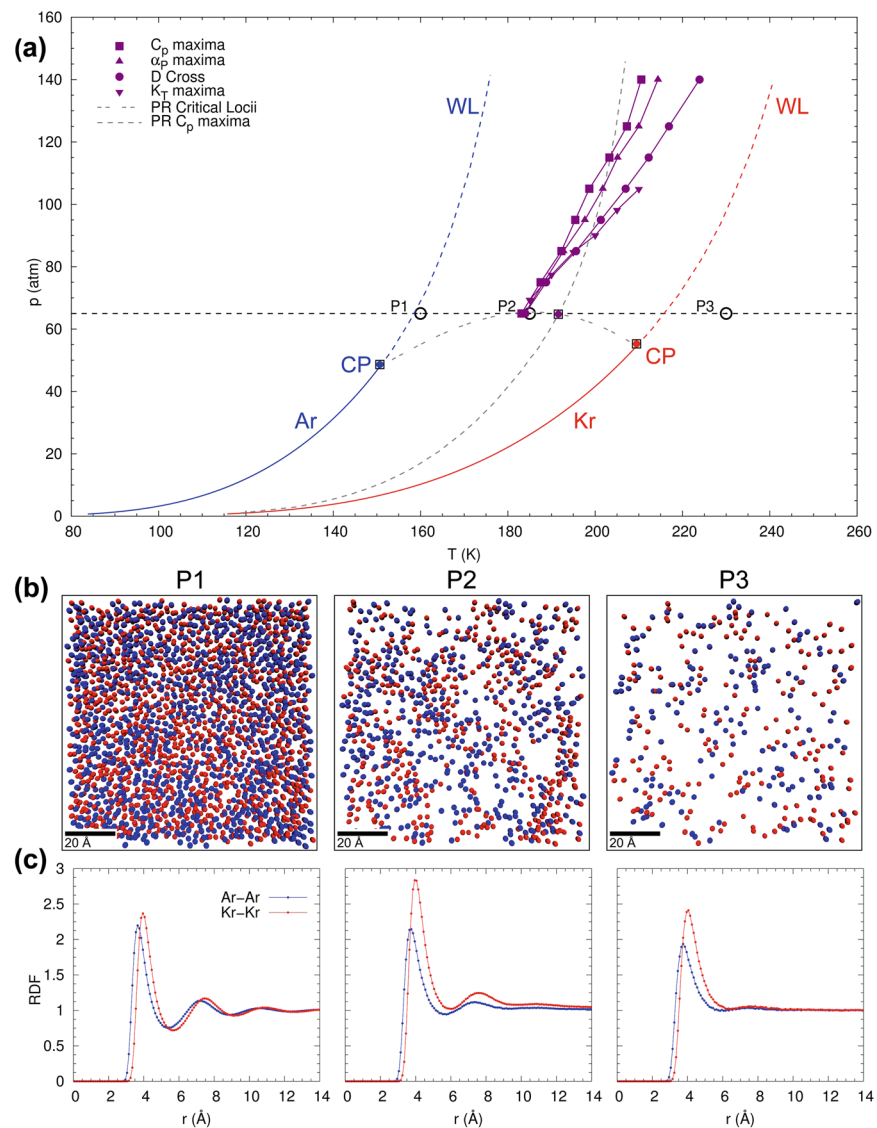 (a)
160
140
120
100
80
60
40
20
0
p (atm)
Cp maxima
αP maxima
D Cross
KT maxima
PR Critical Locii
PR Cp maxima
WL
WL
P1
P2
P3
CP
CP
Ar
Kr
80 100 120 140 160 180 200 220 240 260
T (K)
(b)
P1 P2 P3
20 Å 20 Å 20 Å
(c)
3
2.5
2
1.5
1
0.5
0
RDF
Ar-Ar
Kr-Kr
0 2 4 6 8 10 12 14 0 2 4 6 8 10 12 14 0 2 4 6 8 10 12 14
r (Å) r (Å) r (Å)